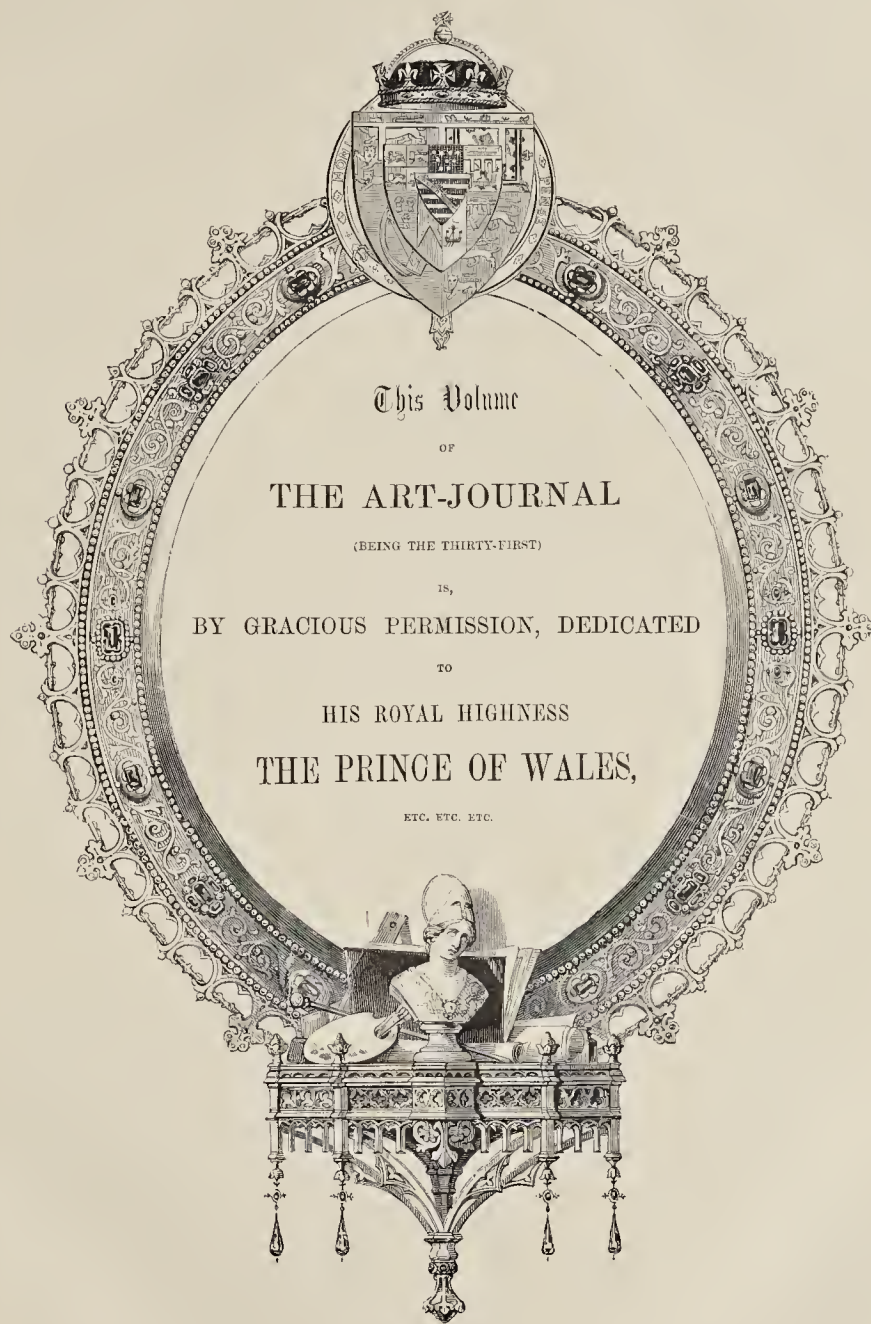 This Volume
OF
THE ART-JOURNAL
(BEING THE THIRTY-FIRST)
IS,
BY GRACIOUS PERMISSION, DEDICATED
TO
HIS ROYAL HIGHNESS
THE PRINCE OF WALES,
ETC. ETC. ETC.